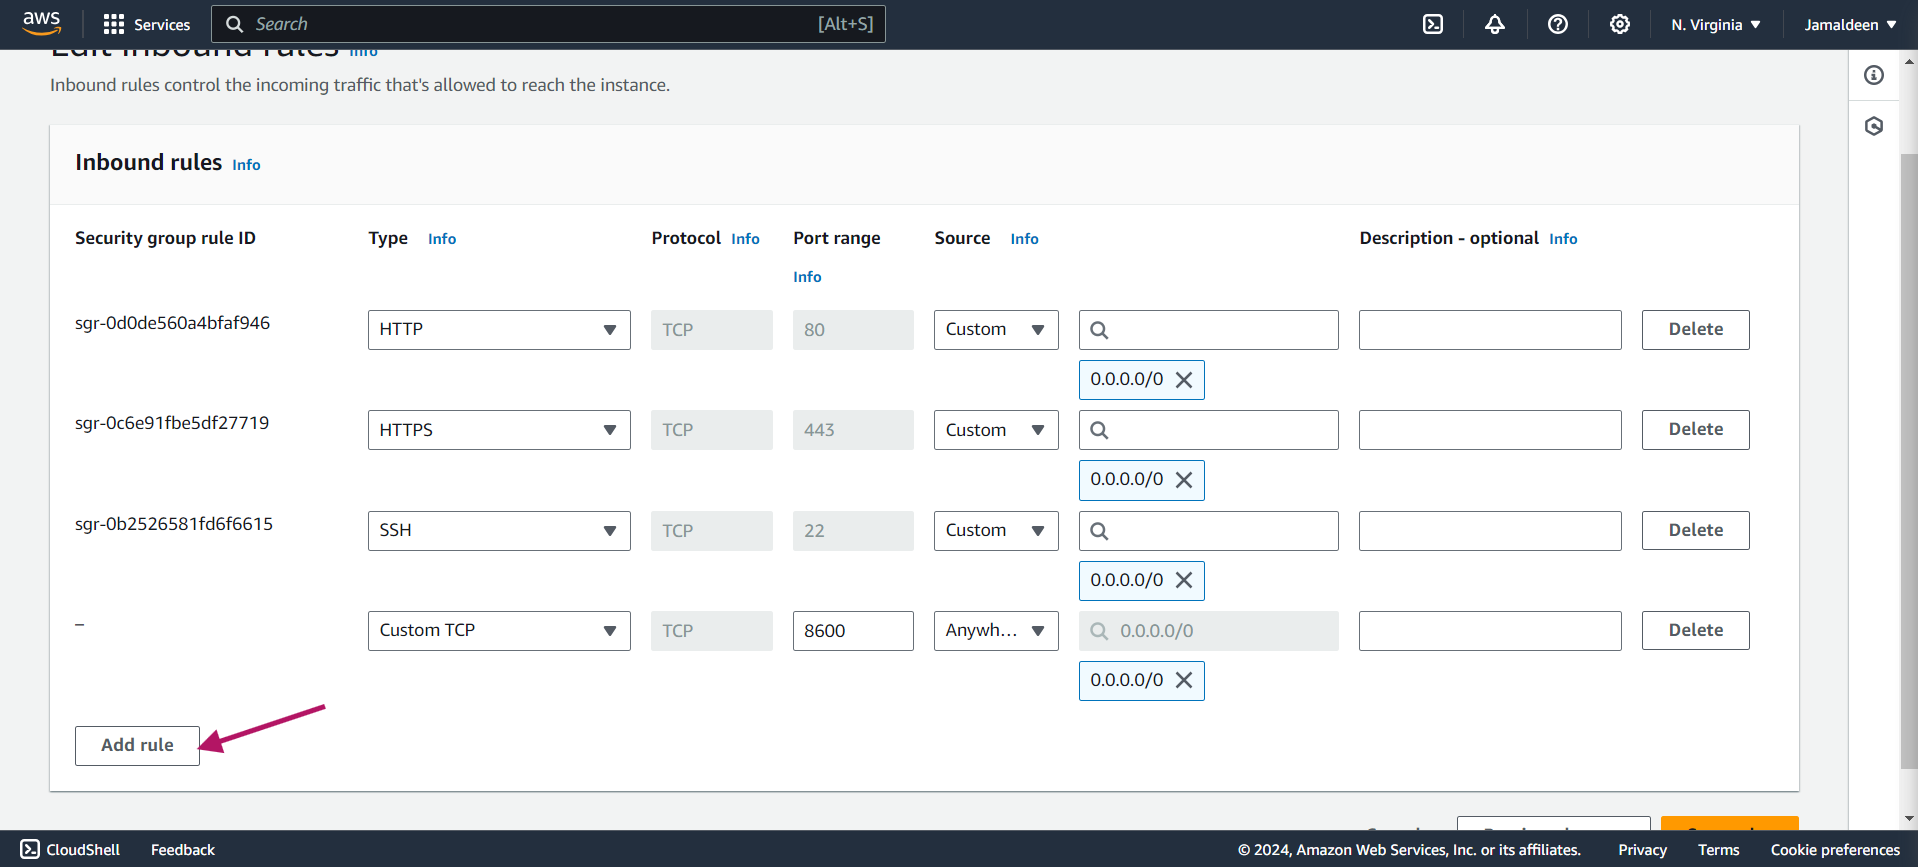 aws Services Search [Alt+S] N. Virginia Jamaldeen
Edit inbound rules Info
Inbound rules control the incoming traffic that's allowed to reach the instance.
Inbound rules Info
Security group rule ID Type Info Protocol Info Port range Info Source Info Description - optional Info
sgr-0d0de560a4bfaf946 HTTP TCP 80 Custom Delete
0.0.0.0/0
sgr-0c6e91fbe5df27719 HTTPS TCP 443 Custom Delete
0.0.0.0/0
sgr-0b2526581fd6f6615 SSH TCP 22 Custom Delete
0.0.0.0/0
– Custom TCP TCP 8600 Anywh... 0.0.0.0/0 Delete
0.0.0.0/0
Add rule
CloudShell Feedback © 2024, Amazon Web Services, Inc. or its affiliates. Privacy Terms Cookie preferences